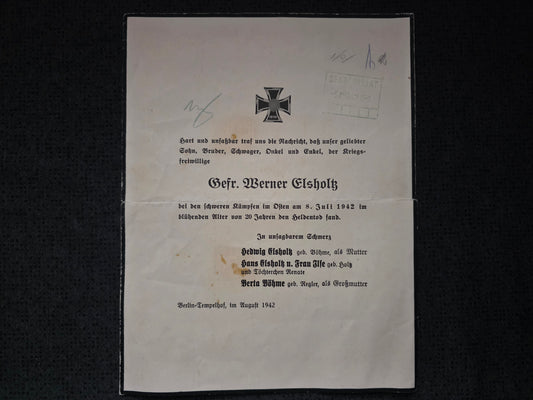 Hart und unfaßbar traf uns die Nachricht, daß unser geliebter
Sohn, Bruder, Schwager, Onkel und Enkel, der Kriegs-
freiwillige
Gefr. Werner Elsholtz
bei den schweren Kämpfen im Osten am 8. Juli 1942 im
blühenden Alter von 20 Jahren den Heldentod fand.
In unsagbarem Schmerz
Hedwig Elsholtz geb. Böhme, als Mutter
Hans Elsholtz u. Frau Ilse geb. Holtz
und Töchterchen Renate
Berta Böhme geb. Regler, als Großmutter
Berlin-Tempelhof, im August 1942